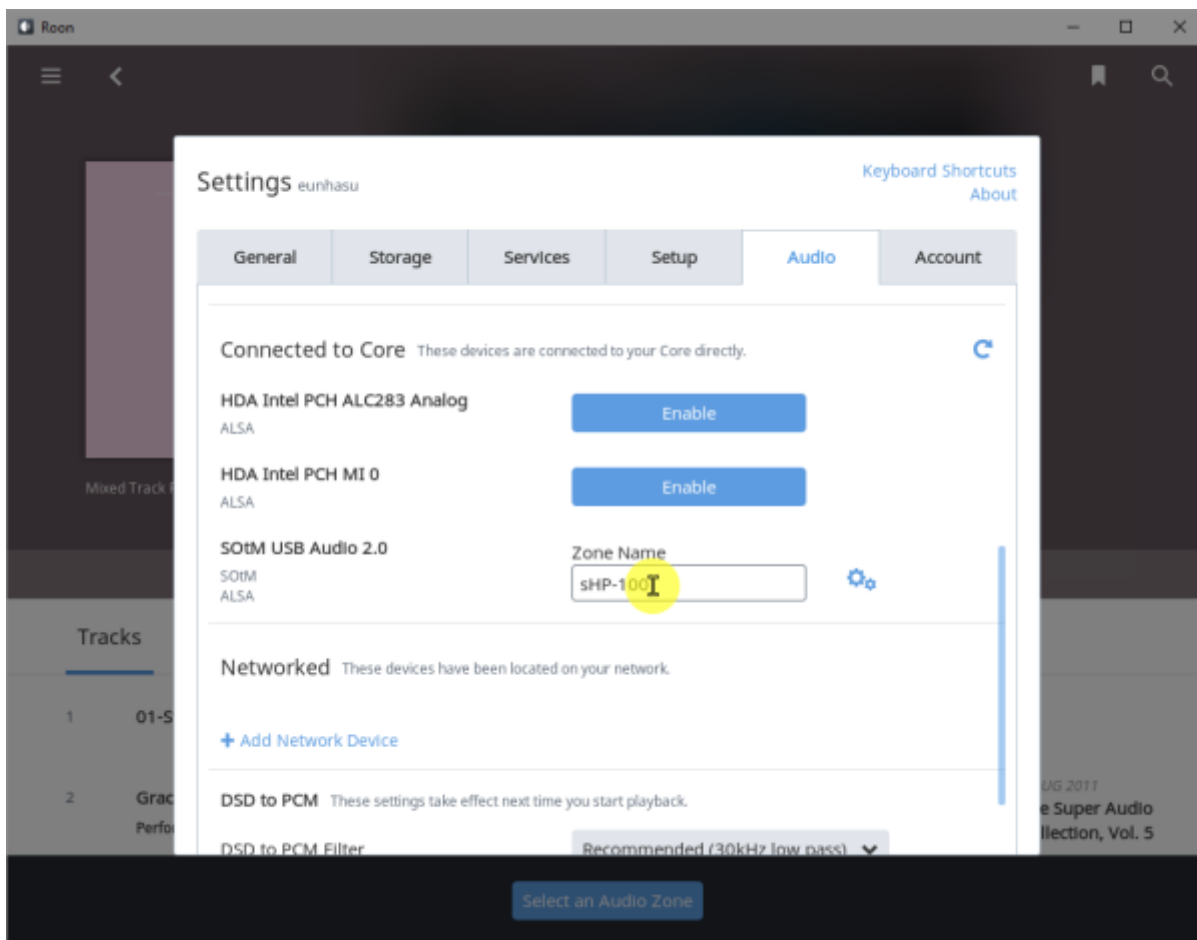 Roon
Settings eunhasu
Keyboard Shortcuts
About
General
Storage
Services
Setup
Audio
Account
Connected to Core These devices are connected to your Core directly.
HDA Intel PCH ALC283 Analog
ALSA
Enable
HDA Intel PCH MI 0
ALSA
Enable
SOtM USB Audio 2.0
SOtM
ALSA
Zone Name
sHP-100
Networked These devices have been located on your network.
+ Add Network Device
DSD to PCM These settings take effect next time you start playback.
DSD to PCM Filter
Recommended (30kHz low pass)
Mixed Track
Tracks
1
01-S
2
Grac
Perfo
UG 2011
e Super Audio
llection, Vol. 5
Select an Audio Zone